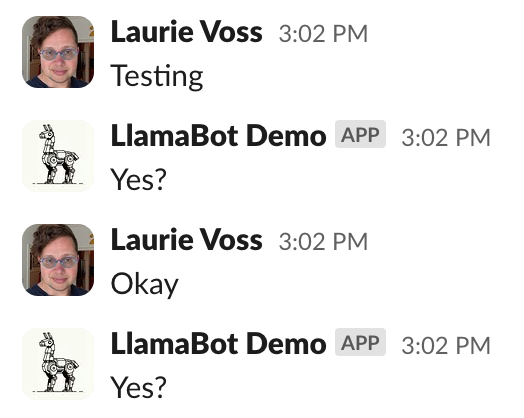 Laurie Voss 3:02 PM
Testing
LlamaBot Demo APP 3:02 PM
Yes?
Laurie Voss 3:02 PM
Okay
LlamaBot Demo APP 3:02 PM
Yes?